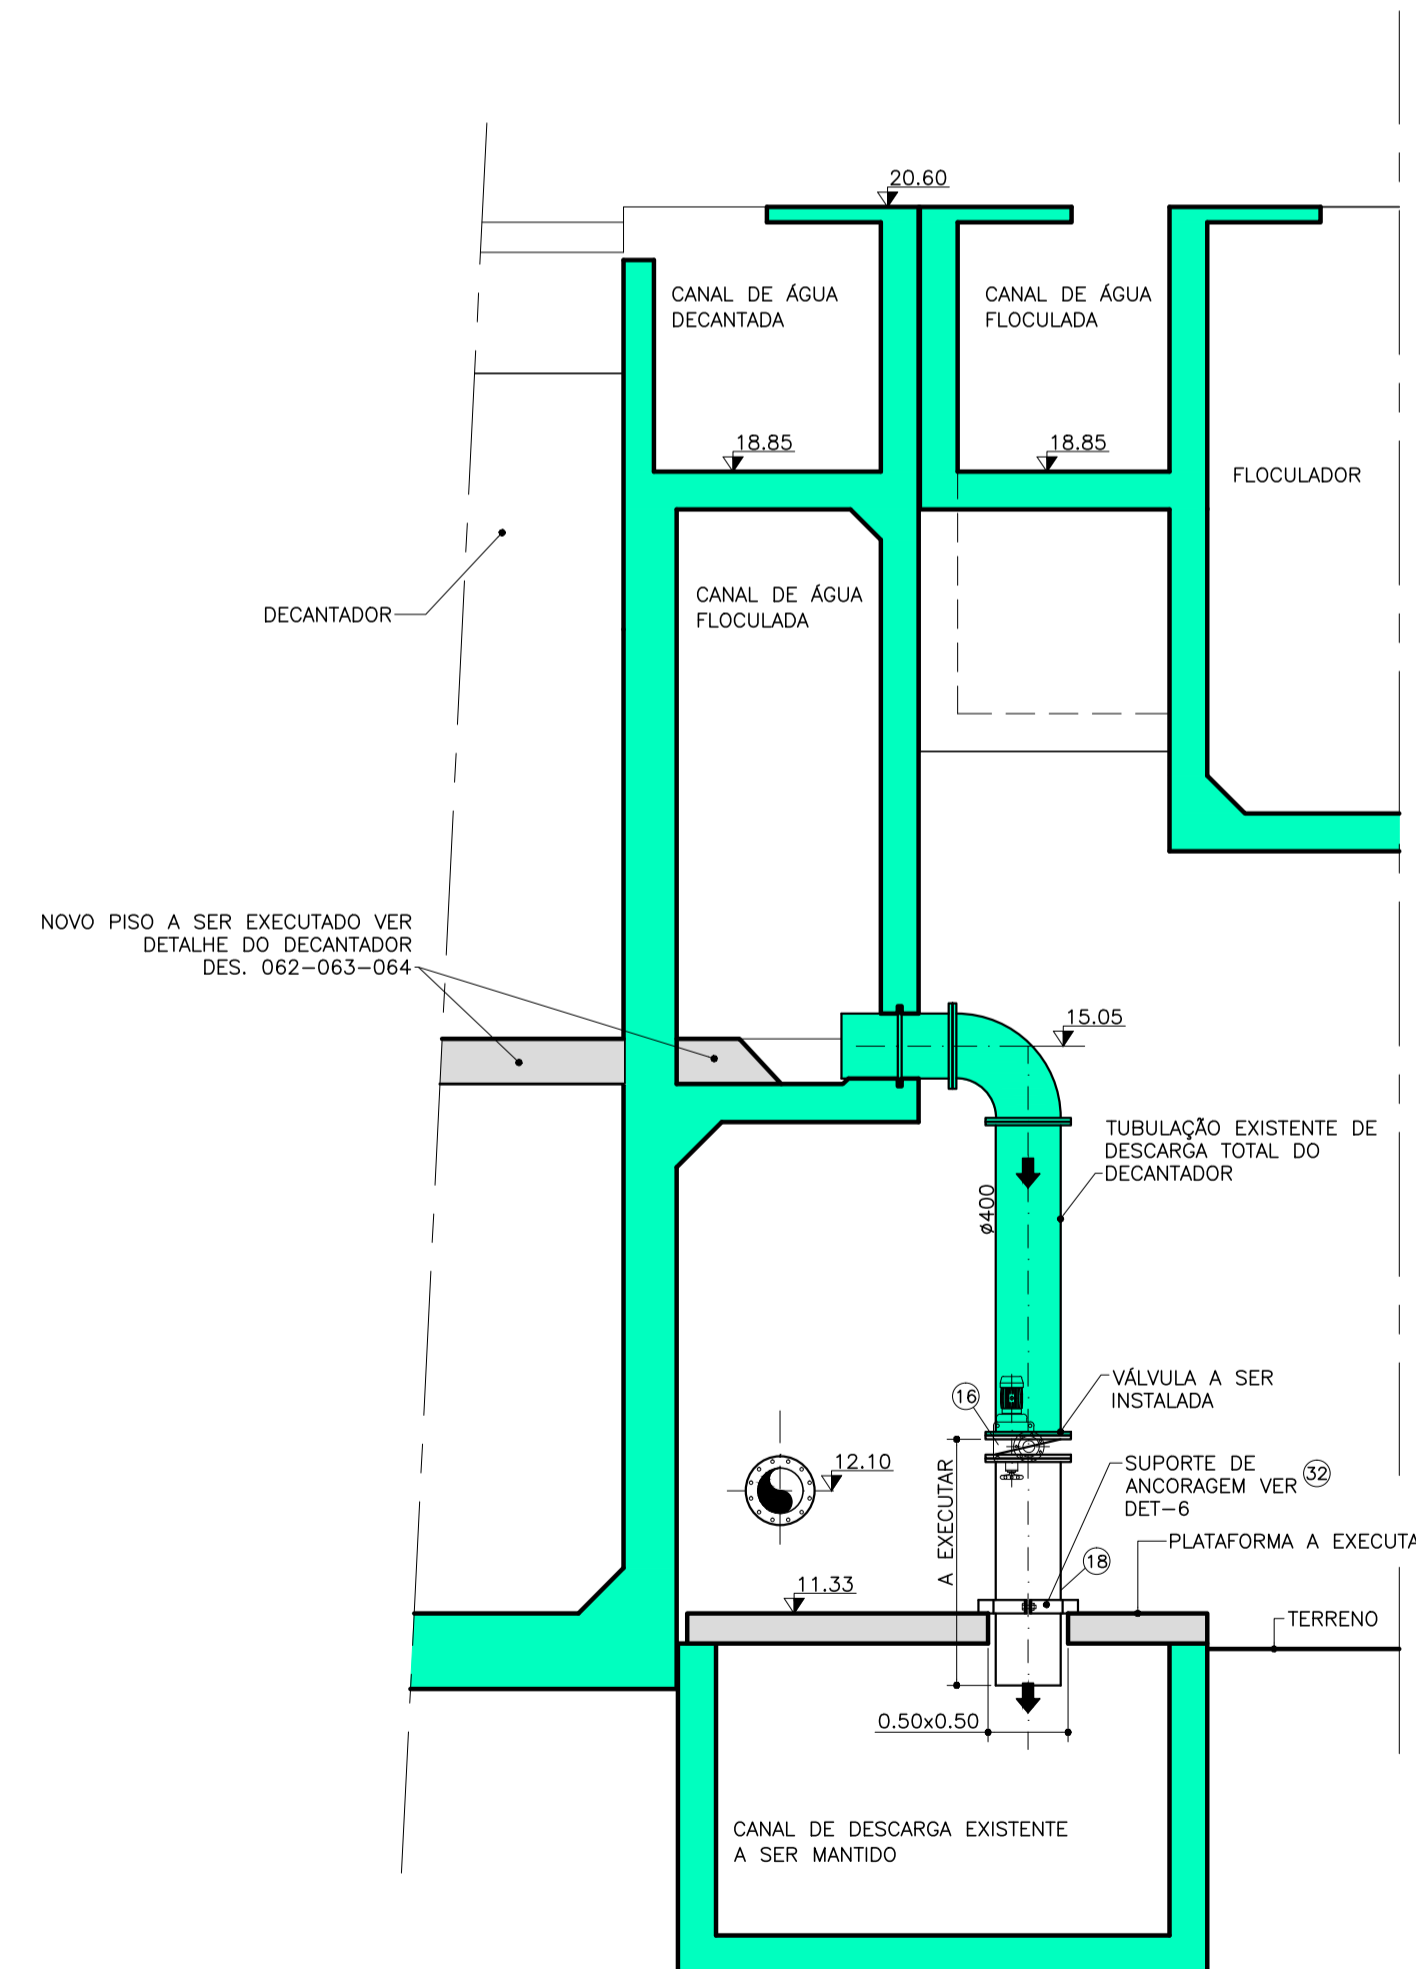 20.60
CANAL DE ÁGUA
DECANTADA
CANAL DE ÁGUA
FLOCULADA
18.85
18.85
FLOCULADOR
CANAL DE ÁGUA
FLOCULADA
DECANTADOR
NOVO PISO A SER EXECUTADO VER
DETALHE DO DECANTADOR
DES. 062-063-064
15.05
TUBULAÇÃO EXISTENTE DE
DESCARGA TOTAL DO
DECANTADOR
ø400
VÁLVULA A SER
INSTALADA
16
12.10
A EXECUTAR
SUPORTE DE
ANCORAGEM VER 32
DET-6
PLATAFORMA A EXECUTA
18
11.33
TERRENO
0.50x0.50
CANAL DE DESCARGA EXISTENTE
A SER MANTIDO